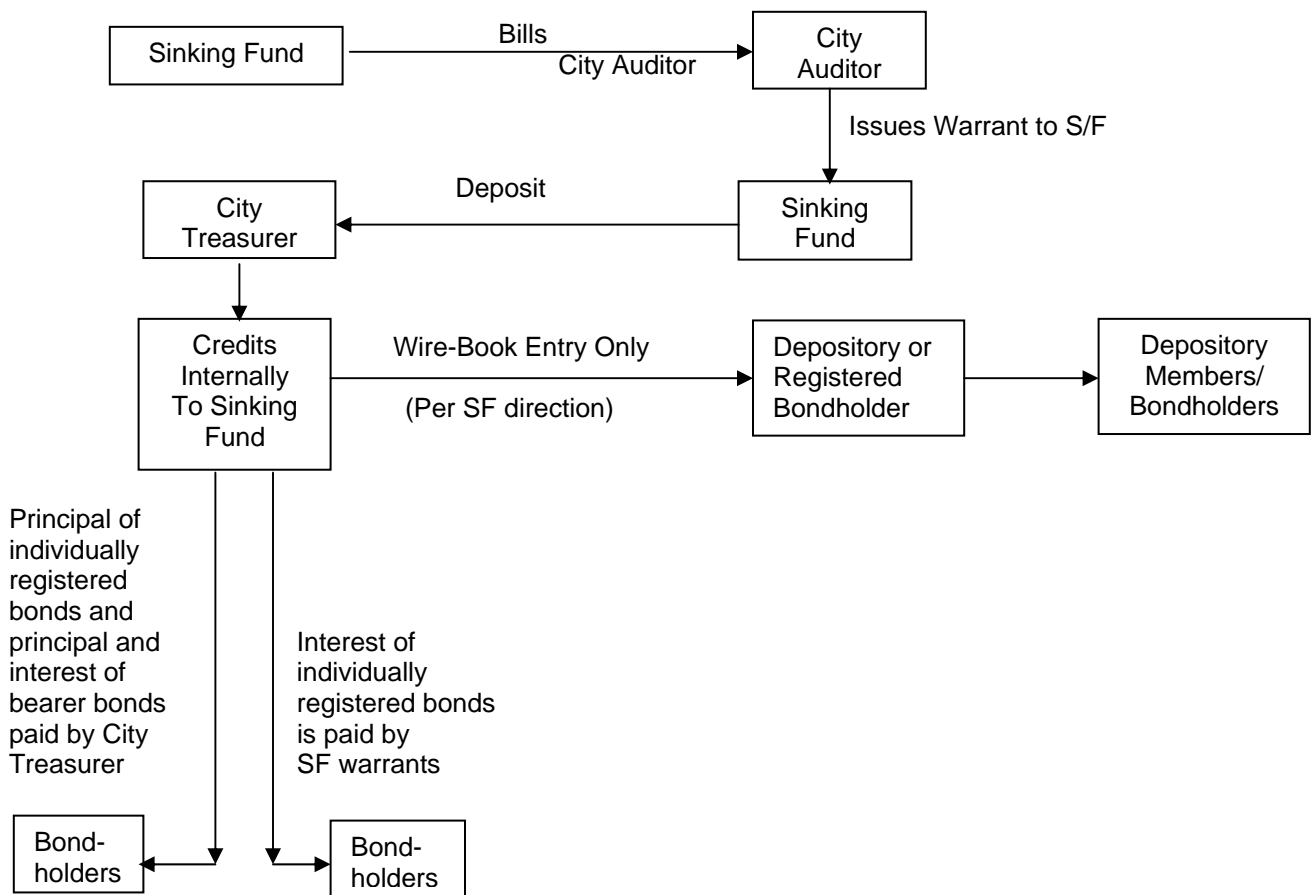 Sinking Fund
Bills
City Auditor
City
Auditor
Issues Warrant to S/F
Sinking
Fund
Deposit
City
Treasurer
Credits
Internally
To Sinking
Fund
Wire-Book Entry Only
(Per SF direction)
Depository or
Registered
Bondholder
Depository
Members/
Bondholders
Principal of
individually
registered
bonds and
principal and
interest of
bearer bonds
paid by City
Treasurer
Interest of
individually
registered bonds
is paid by
SF warrants
Bond-
holders
Bond-
holders